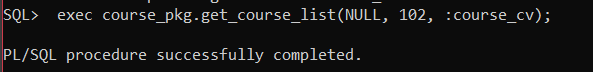 SQL>  exec course_pkg.get_course_list(NULL, 102, :course_cv);
PL/SQL procedure successfully completed.